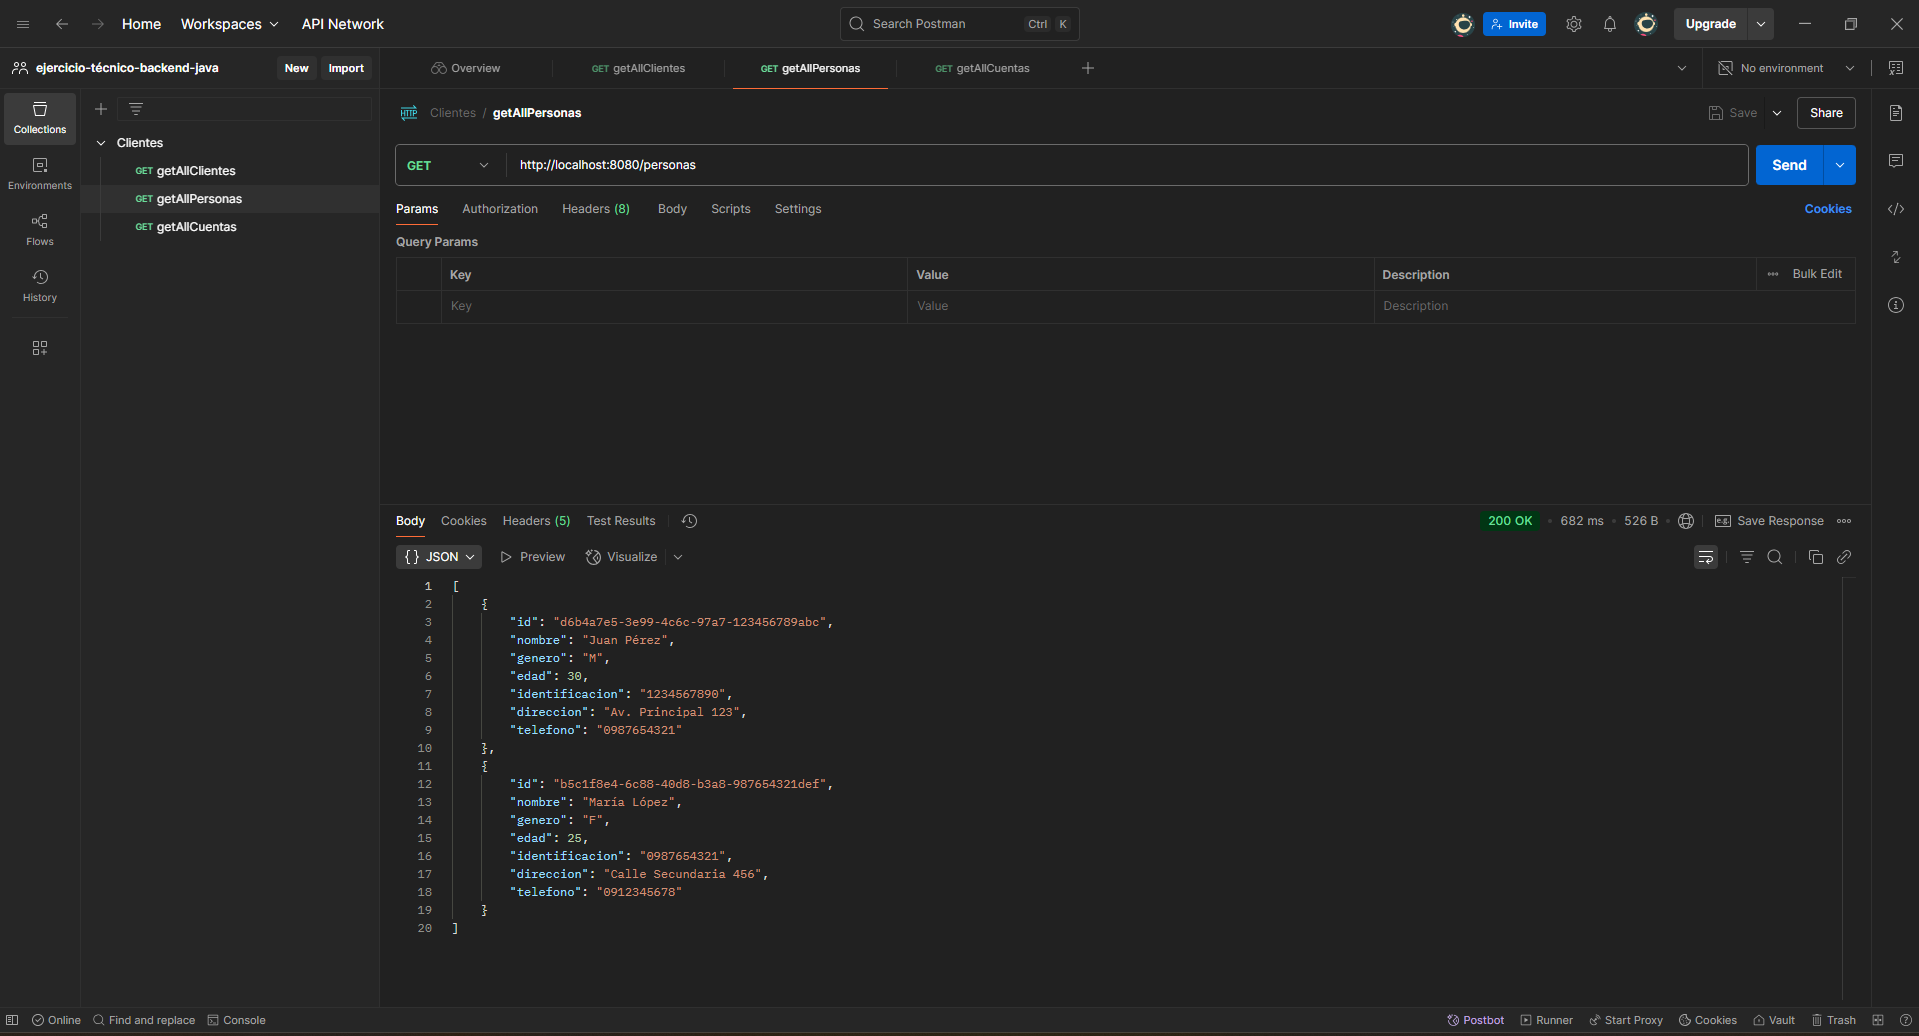 Home Workspaces API Network Search Postman Ctrl K Invite Upgrade
ejercicio-técnico-backend-java New Import Overview GET getAllClientes GET getAllPersonas GET getAllCuentas No environment
Collections
Environments
Flows
History
Clientes
GET getAllClientes
GET getAllPersonas
GET getAllCuentas
HTTP Clientes / getAllPersonas Save Share
GET http://localhost:8080/personas Send
Params Authorization Headers (8) Body Scripts Settings Cookies
Query Params
Key Value Description Bulk Edit
Key Value Description
Body Cookies Headers (5) Test Results 200 OK 682 ms 526 B e.g. Save Response
{} JSON Preview Visualize
1 [
2 {
3 "id": "d6b4a7e5-3e99-4c6c-97a7-123456789abc",
4 "nombre": "Juan Pérez",
5 "genero": "M",
6 "edad": 30,
7 "identificacion": "1234567890",
8 "direccion": "Av. Principal 123",
9 "telefono": "0987654321"
10 },
11 {
12 "id": "b5c1f8e4-6c88-40d8-b3a8-987654321def",
13 "nombre": "María López",
14 "genero": "F",
15 "edad": 25,
16 "identificacion": "0987654321",
17 "direccion": "Calle Secundaria 456",
18 "telefono": "0912345678"
19 }
20 ]
Online Find and replace Console Postbot Runner Start Proxy Cookies Vault Trash